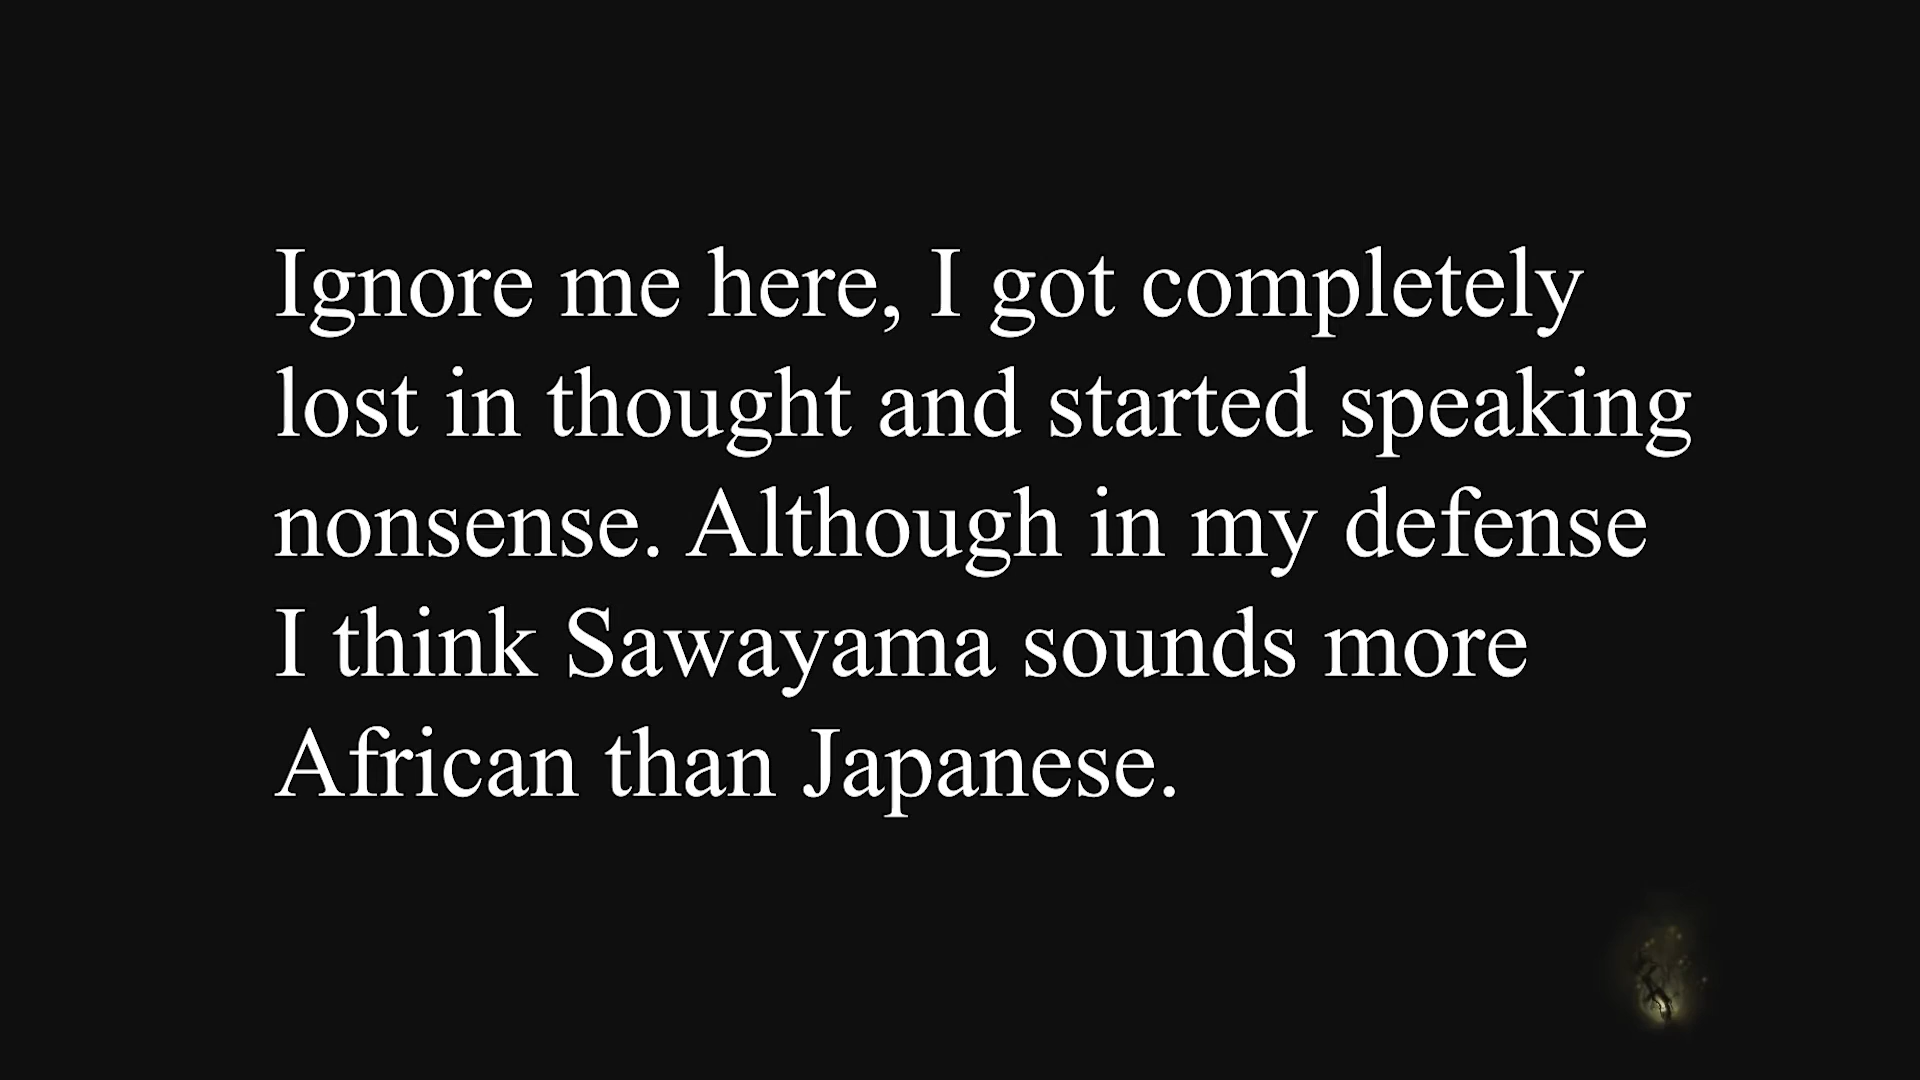 Ignore me here, I got completely
lost in thought and started speaking
nonsense. Although in my defense
I think Sawayama sounds more
African than Japanese.